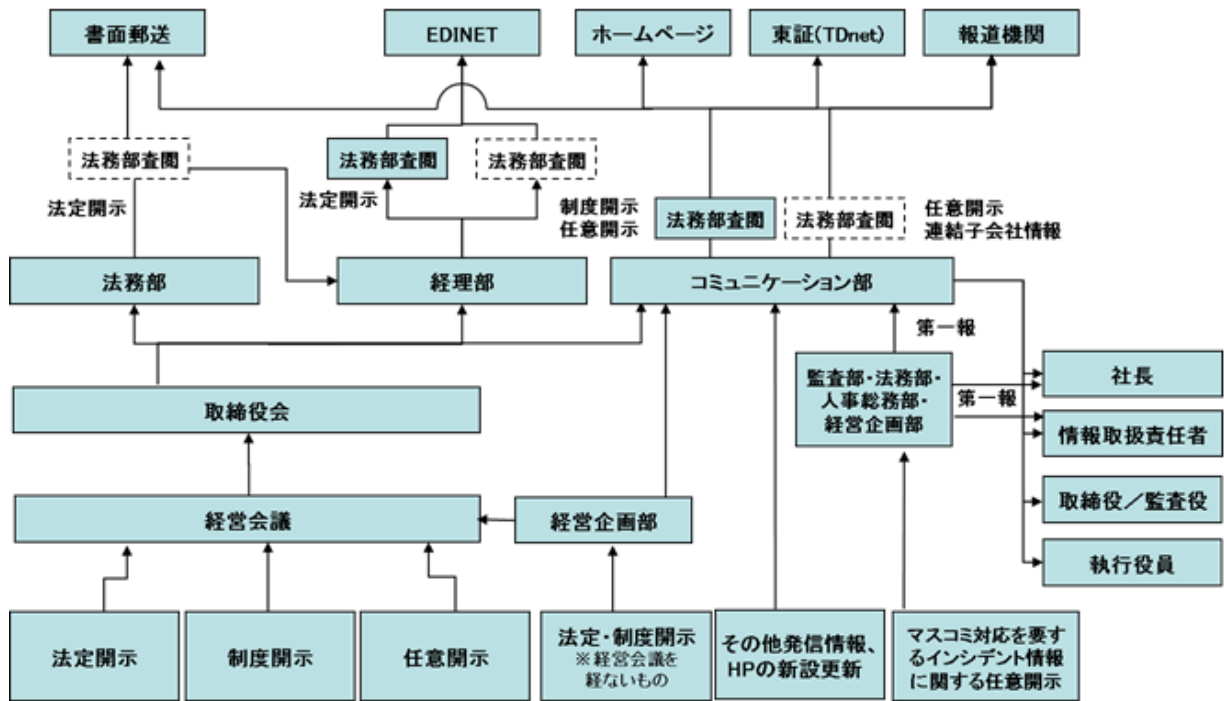 書面郵送
EDINET
ホームページ
東証(TDnet)
報道機関
法務部査閲
法務部査閲
法務部査閲
法定開示
法定開示
制度開示
任意開示
法務部査閲
法務部査閲
任意開示
連結子会社情報
法務部
経理部
コミュニケーション部
第一報
監査部・法務部・
人事総務部・
経営企画部
第一報
社長
取締役会
情報取扱責任者
経営会議
経営企画部
取締役／監査役
執行役員
法定開示
制度開示
任意開示
法定・制度開示
※経営会議を
経ないもの
その他発信情報、
HPの新設更新
マスコミ対応を要す
るインシデント情報
に関する任意開示